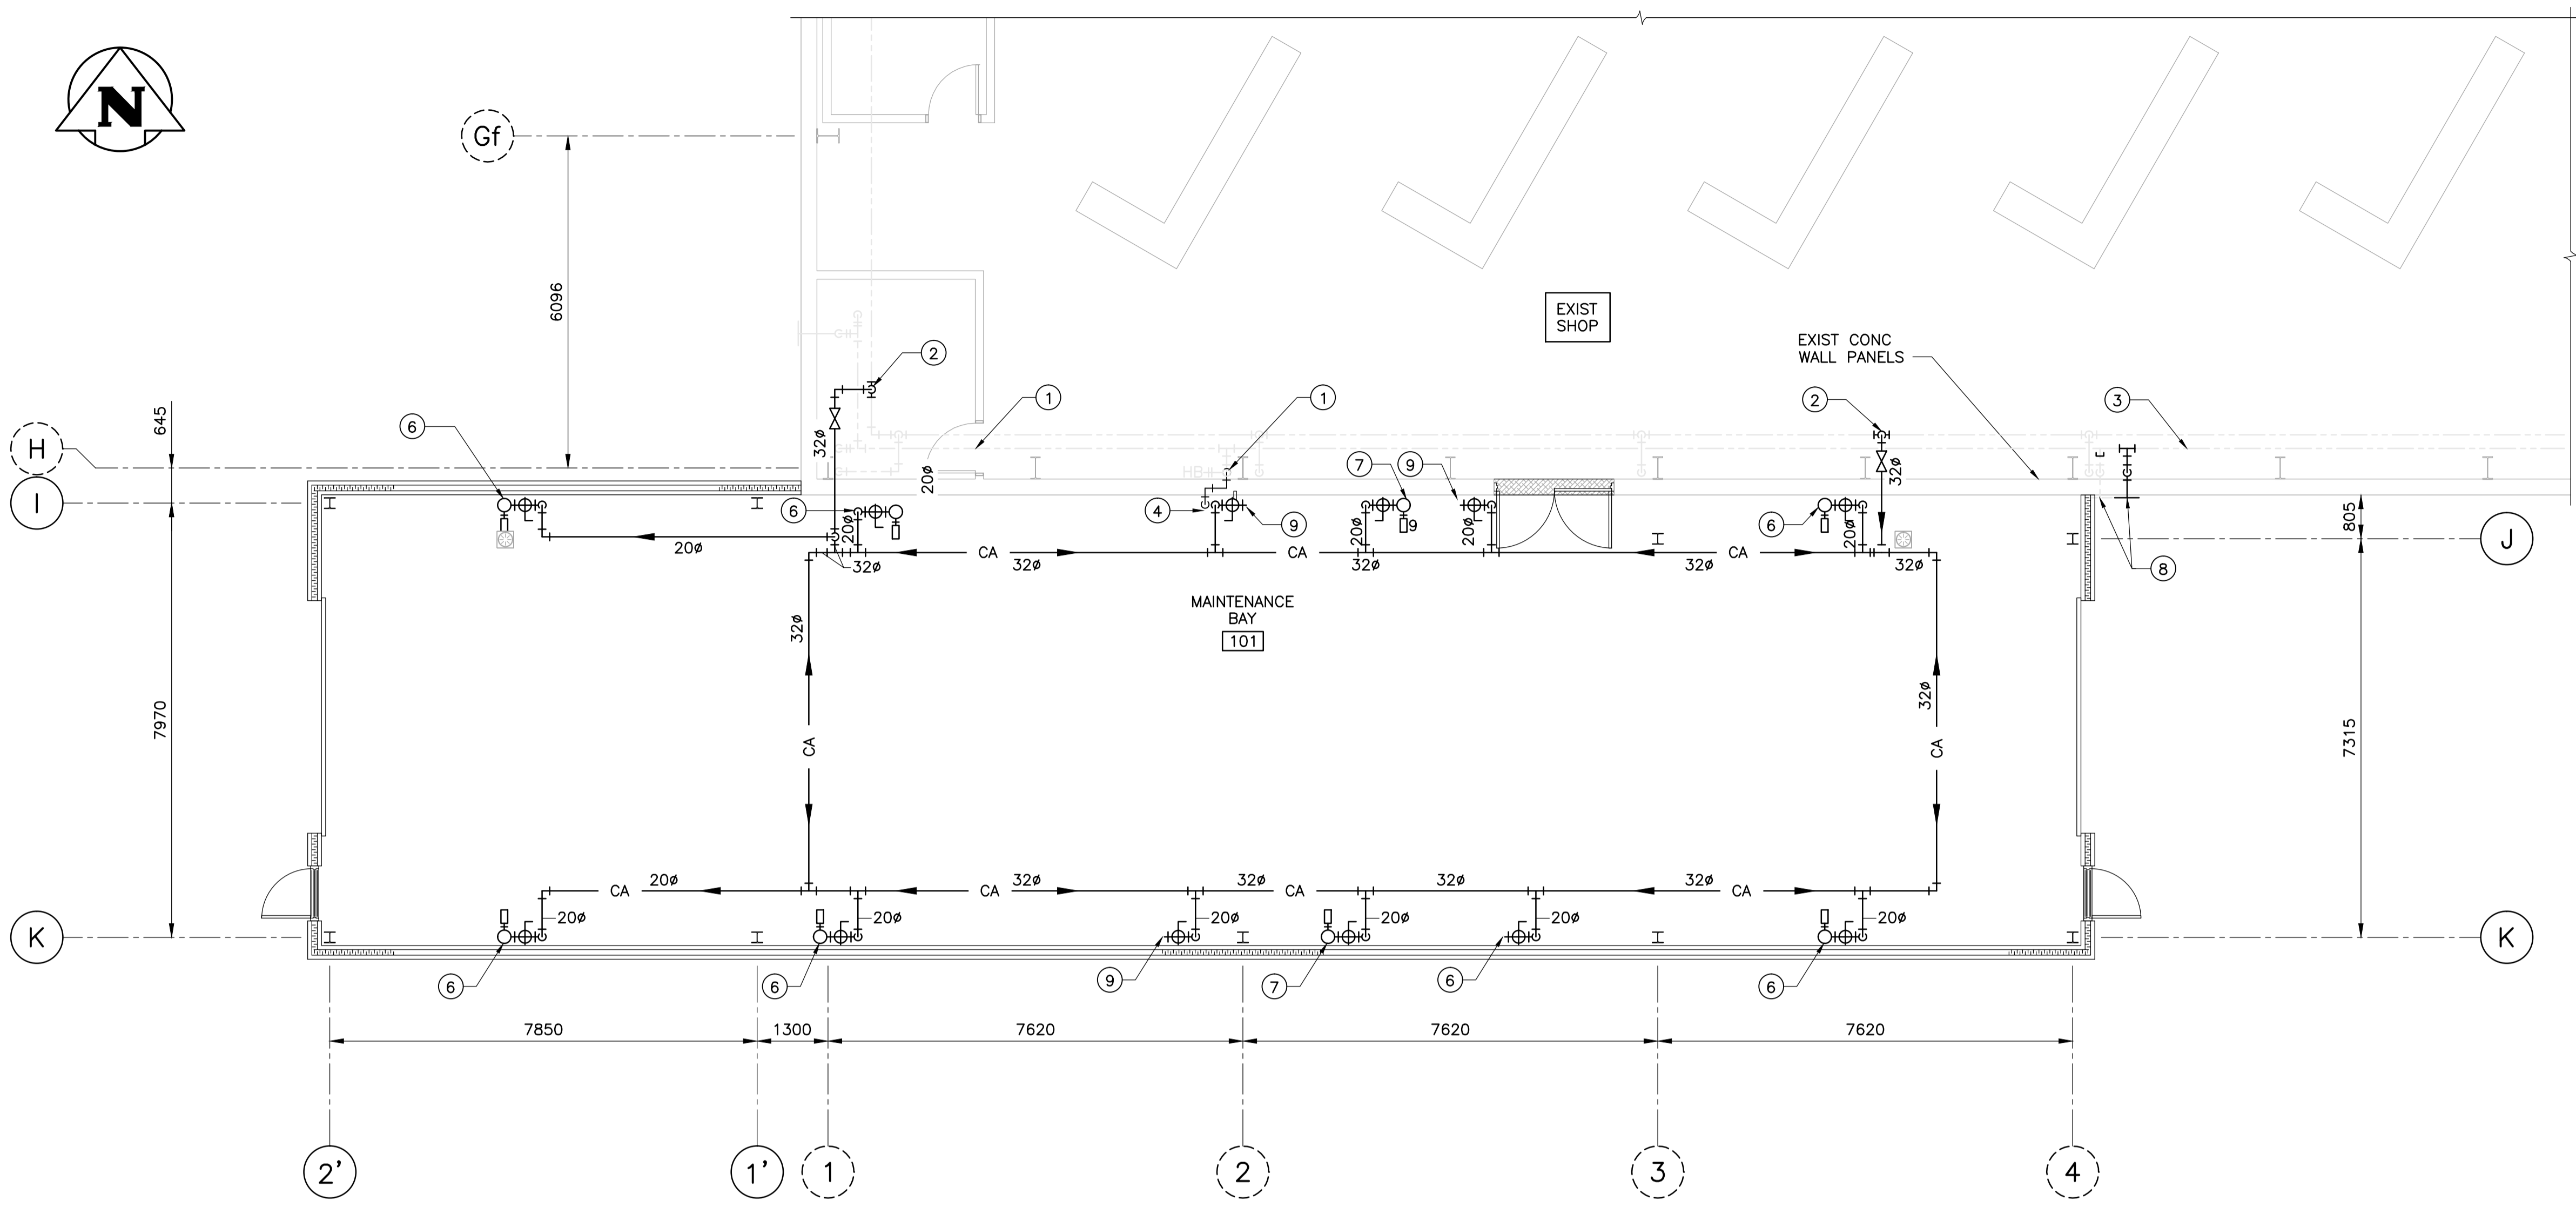 N
Gf
6096
EXIST
SHOP
EXIST CONC
WALL PANELS
2
1
1
2
3
6
645
H
32ø
20ø
HB
7
9
32ø
I
6
4
9
6
805
J
20ø
20ø
9
20ø
20ø
8
20ø
32ø
CA
32ø
CA
32ø
32ø
CA
32ø
MAINTENANCE
BAY
101
32ø
32ø
7970
CA
CA
7315
CA
20ø
CA
32ø
32ø
CA
32ø
32ø
CA
20ø
20ø
20ø
20ø
20ø
20ø
K
K
6
6
9
7
6
6
7850
1300
7620
7620
7620
2'
1'
1
2
3
4